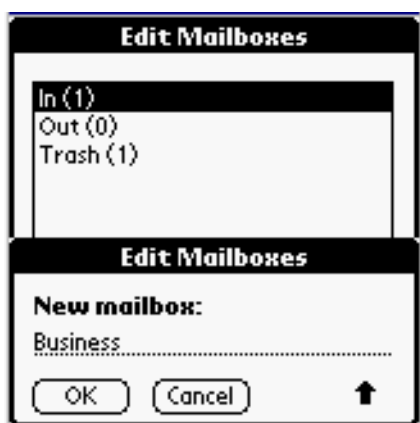 Edit Mailboxes
In (1)
Out (0)
Trash (1)
Edit Mailboxes
New mailbox:
Business
OK Cancel